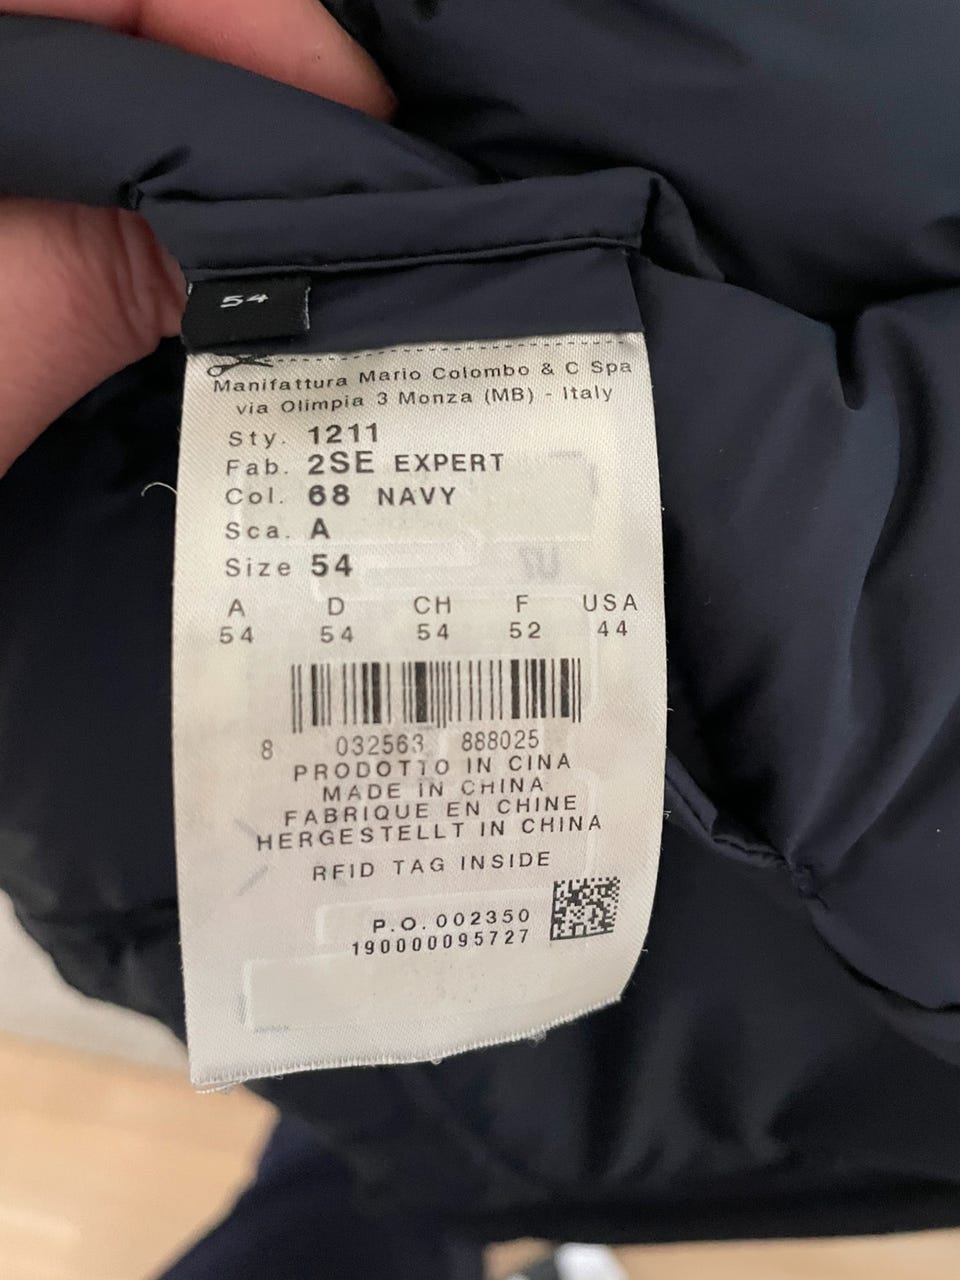 54
Manifattura Mario Colombo & C Spa
via Olimpia 3 Monza (MB) - Italy
Sty. 1211
Fab. 2SE EXPERT
Col. 68 NAVY
Sca. A
Size 54
A D CH F USA
54 54 54 52 44
8 032563 888025
PRODOTTO IN CINA
MADE IN CHINA
FABRIQUE EN CHINE
HERGESTELLT IN CHINA
RFID TAG INSIDE
P.O. 002350
190000095727